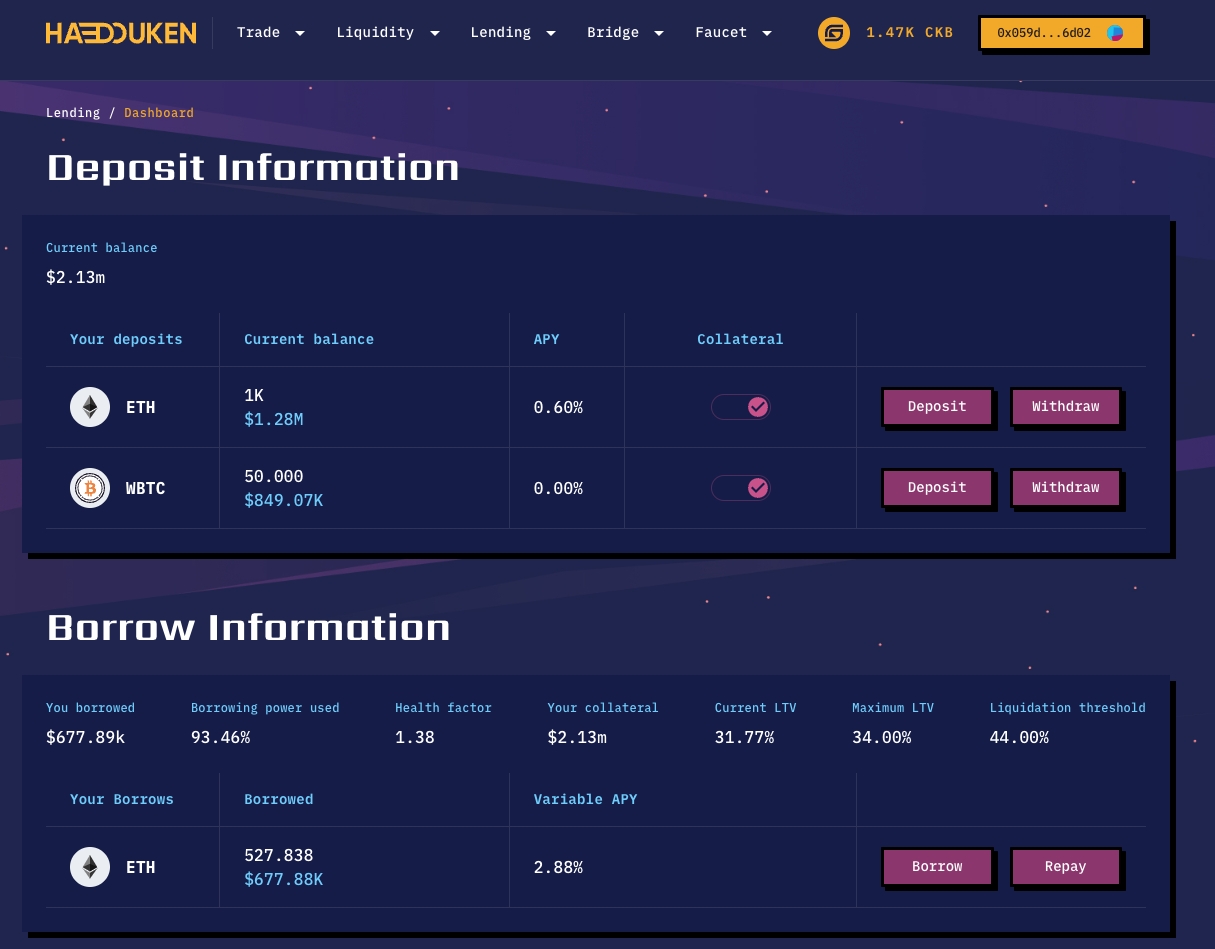 HADOUKEN Trade Liquidity Lending Bridge Faucet 1.47K CKB 0x059d...6d02
Lending / Dashboard
Deposit Information
Current balance
$2.13m
Your deposits Current balance APY Collateral
ETH 1K $1.28M 0.60% Deposit Withdraw
WBTC 50.000 $849.07K 0.00% Deposit Withdraw
Borrow Information
You borrowed Borrowing power used Health factor Your collateral Current LTV Maximum LTV Liquidation threshold
$677.89k 93.46% 1.38 $2.13m 31.77% 34.00% 44.00%
Your Borrows Borrowed Variable APY
ETH 527.838 $677.88K 2.88% Borrow Repay